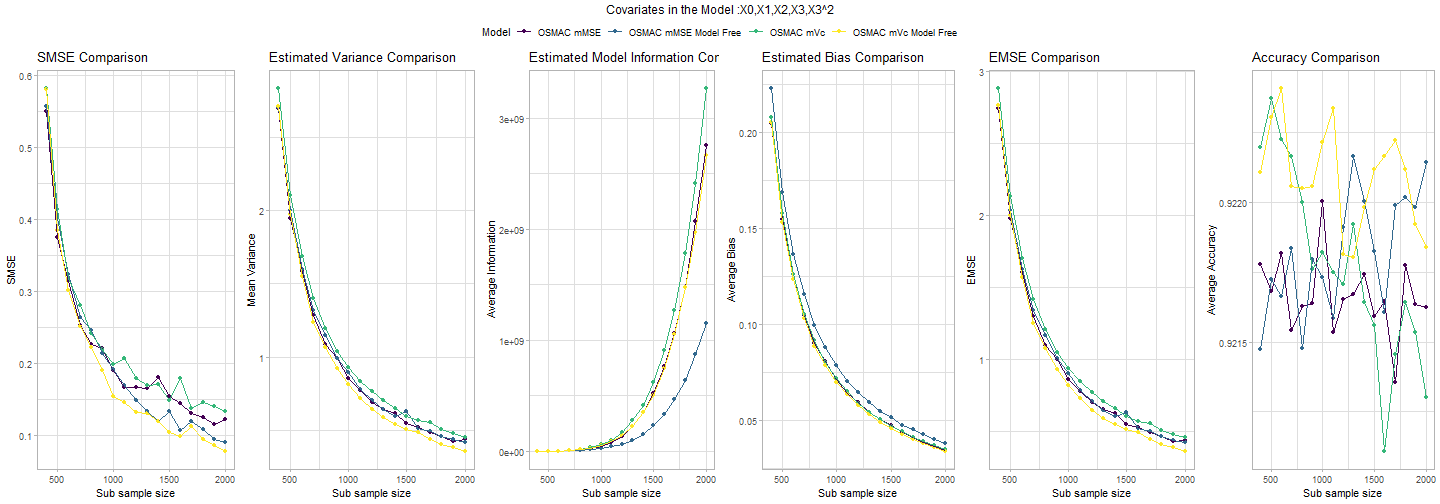 Covariates in the Model :X0,X1,X2,X3,X3^2
Model OSMAC mMSE OSMAC mMSE Model Free OSMAC mVc OSMAC mVc Model Free
SMSE Comparison
SMSE
0.6
0.5
0.4
0.3
0.2
0.1
500 1000 1500 2000
Sub sample size
Estimated Variance Comparison
Mean Variance
2
1
500 1000 1500 2000
Sub sample size
Estimated Model Information Cor
Average Information
3e+09
2e+09
1e+09
0e+00
500 1000 1500 2000
Sub sample size
Estimated Bias Comparison
Average Bias
0.20
0.15
0.10
0.05
500 1000 1500 2000
Sub sample size
EMSE Comparison
EMSE
3
2
1
500 1000 1500 2000
Sub sample size
Accuracy Comparison
Average Accuracy
0.9220
0.9215
500 1000 1500 2000
Sub sample size